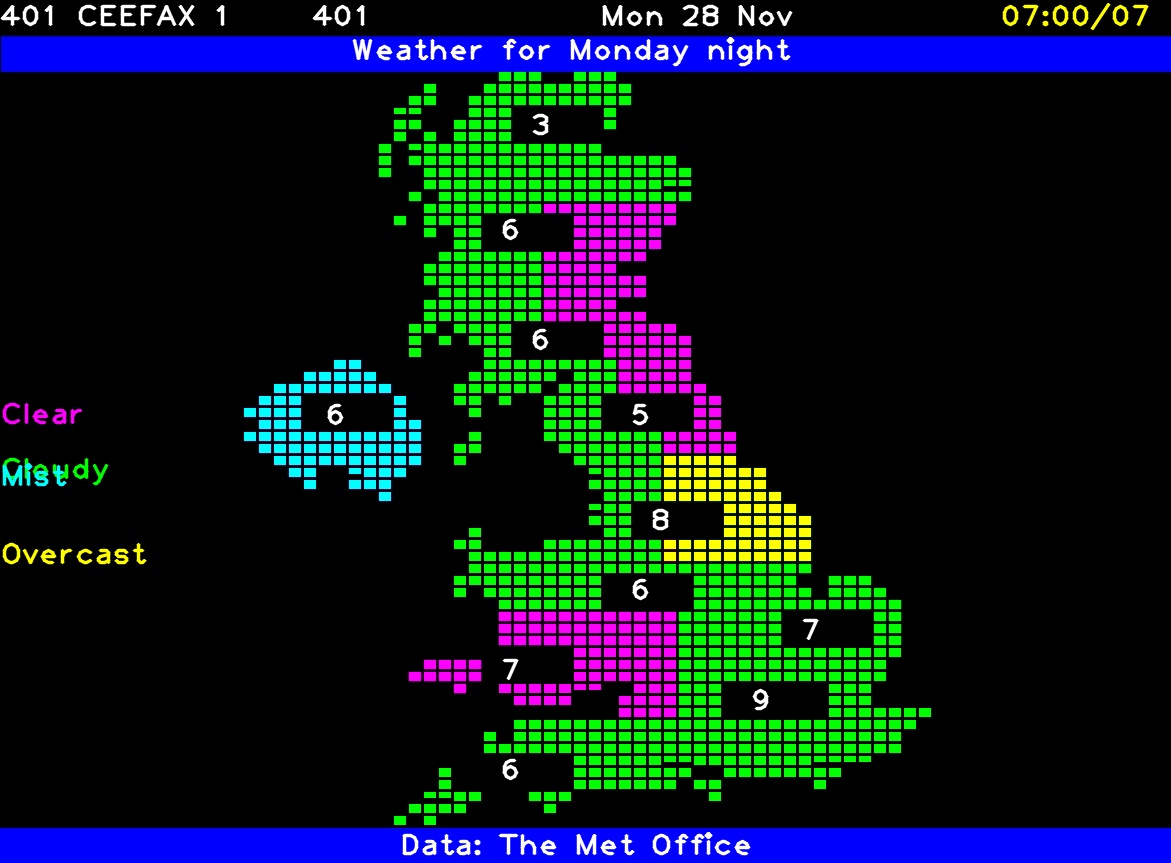 401 CEEFAX 1 401 Mon 28 Nov 07:00/07
Weather for Monday night
3
6
6
Clear 6 5
Cloudy
Mist
8
Overcast
6
7
7
9
6
Data: The Met Office